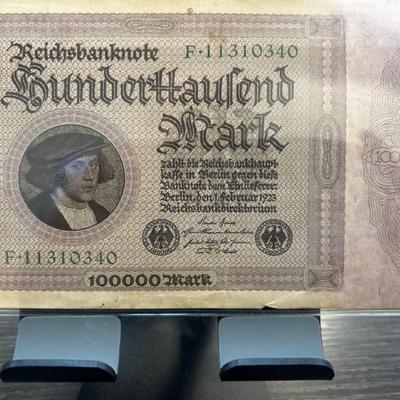 Reichsbanknote F·11310340
Hunderttausend
Mark
zahlt die Reichsbankhaupt-
kasse in Berlin gegen diese
Banknote dem Einlieferer.
Berlin, den 1. Februar 1923
Reichsbankdirektorium
F·11310340
100000 Mark
100